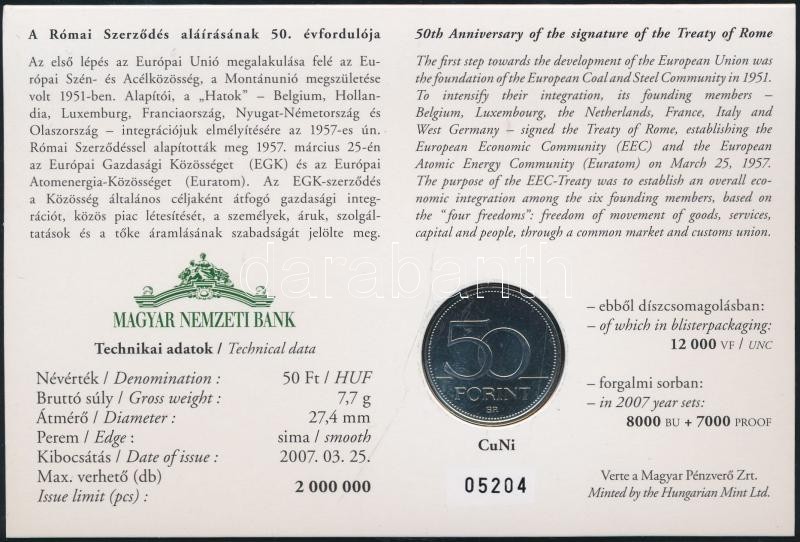 A Római Szerződés aláírásának 50. évfordulója
Az első lépés az Európai Unió megalakulása felé az Eu-
rópai Szén- és Acélközösség, a Montánunió megszületése
volt 1951-ben. Alapítói, a „Hatok” – Belgium, Hollan-
dia, Luxemburg, Franciaország, Nyugat-Németország és
Olaszország – integrációjuk elmélyítésére az 1957-es ún.
Római Szerződéssel alapították meg 1957. március 25-én
az Európai Gazdasági Közösséget (EGK) és az Európai
Atomenergia-Közösséget (Euratom). Az EGK-szerződés
a Közösség általános céljaként átfogó gazdasági integ-
rációt, közös piac létesítését, a személyek, áruk, szolgál-
tatások és a tőke áramlásának szabadságát jelölte meg.
50th Anniversary of the signature of the Treaty of Rome
The first step towards the development of the European Union was
the foundation of the European Coal and Steel Community in 1951.
To intensify their integration, its founding members –
Belgium, Luxembourg, the Netherlands, France, Italy and
West Germany – signed the Treaty of Rome, establishing the
European Economic Community (EEC) and the European
Atomic Energy Community (Euratom) on March 25, 1957.
The purpose of the EEC-Treaty was to establish an overall eco-
nomic integration among the six founding members, based on
the “four freedoms”: freedom of movement of goods, services,
capital and people, through a common market and customs union.
darabanth
MAGYAR NEMZETI BANK
Technikai adatok / Technical data
Névérték / Denomination : 50 Ft / HUF
Bruttó súly / Gross weight : 7,7 g
Átmérő / Diameter : 27,4 mm
Perem / Edge : sima / smooth
Kibocsátás / Date of issue : 2007. 03. 25.
Max. verhető (db)
Issue limit (pcs) : 2 000 000
50
FORINT
BP.
CuNi
05204
– ebből díszcsomagolásban:
– of which in blisterpackaging:
12 000 VF / UNC
– forgalmi sorban:
– in 2007 year sets:
8000 BU + 7000 PROOF
Verte a Magyar Pénzverő Zrt.
Minted by the Hungarian Mint Ltd.